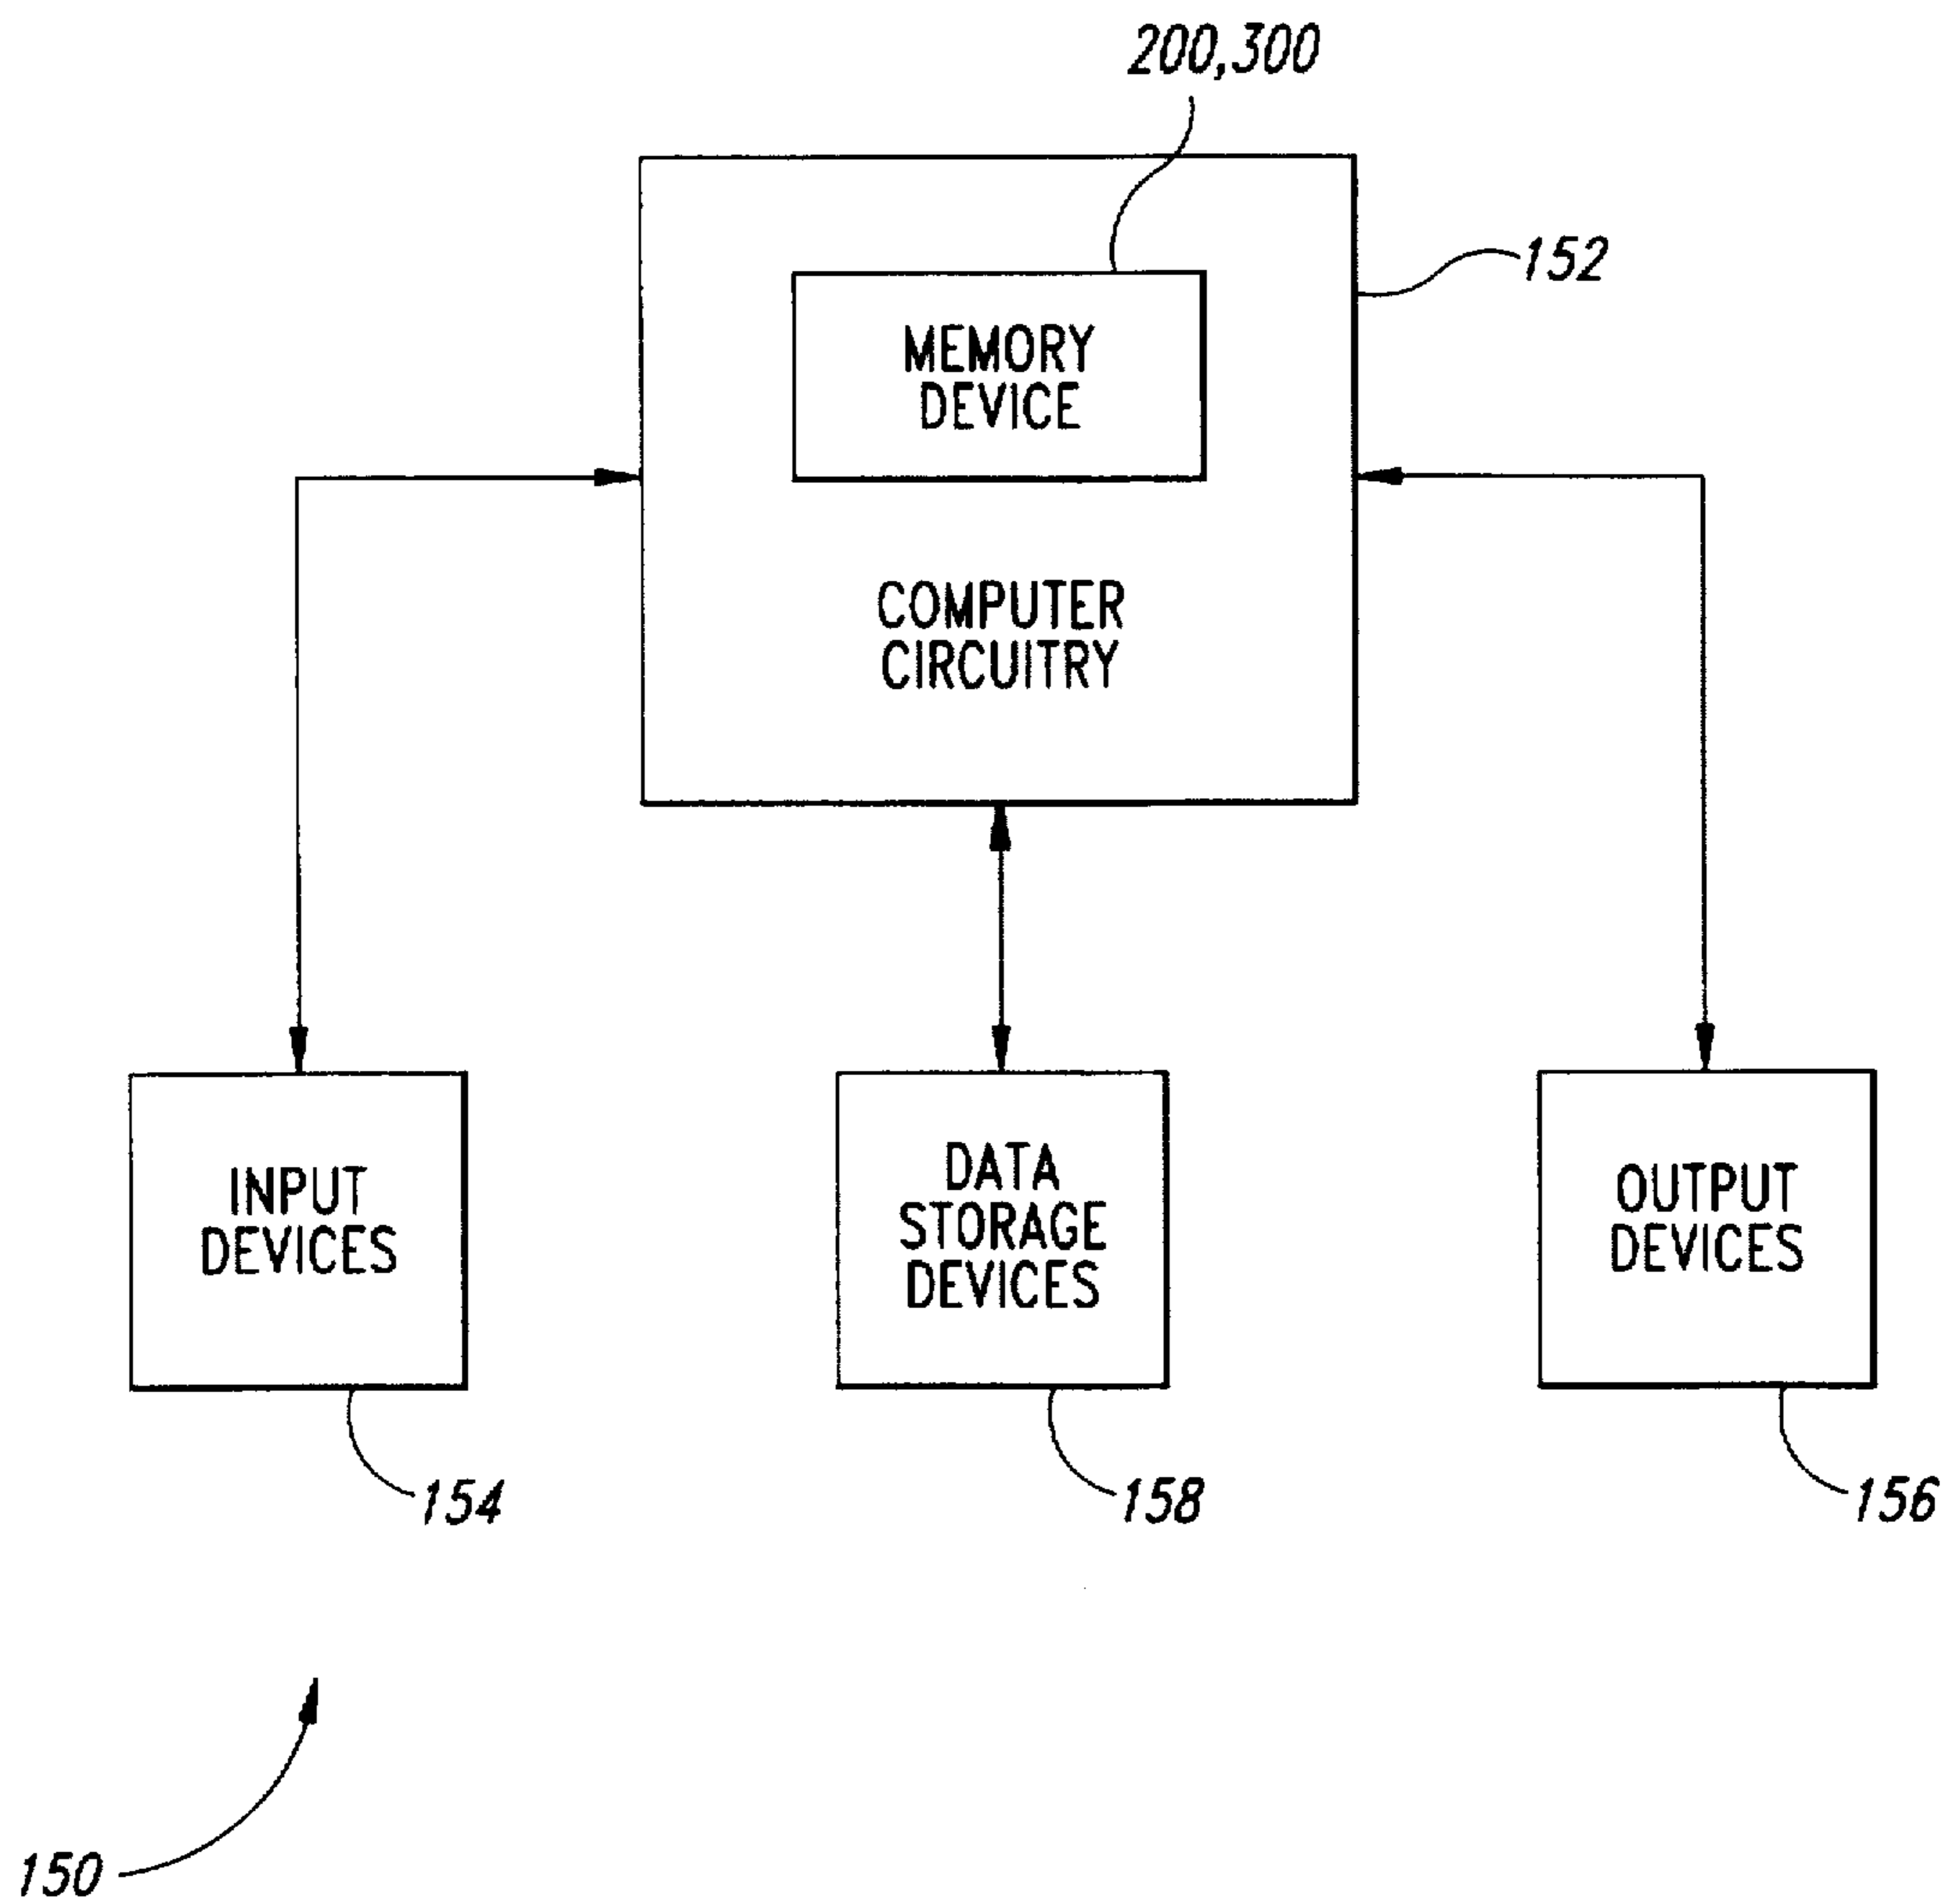 200,300
152
MEMORY
DEVICE
COMPUTER
CIRCUITRY
INPUT
DEVICES
DATA
STORAGE
DEVICES
OUTPUT
DEVICES
154
158
156
150